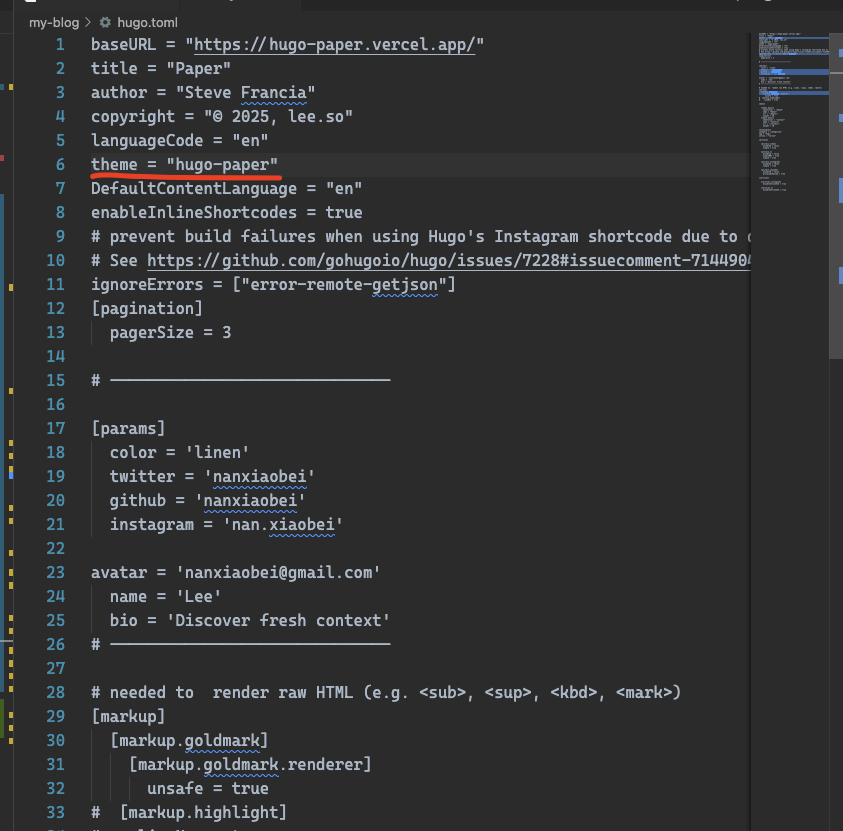 my-blog > hugo.toml
1 baseURL = "https://hugo-paper.vercel.app/"
2 title = "Paper"
3 author = "Steve Francia"
4 copyright = "© 2025, lee.so"
5 languageCode = "en"
6 theme = "hugo-paper"
7 DefaultContentLanguage = "en"
8 enableInlineShortcodes = true
9 # prevent build failures when using Hugo's Instagram shortcode due to
10 # See https://github.com/gohugoio/hugo/issues/7228#issuecomment-714490
11 ignoreErrors = ["error-remote-getjson"]
12 [pagination]
13 pagerSize = 3
14
15 # ──────────────────────────────
16
17 [params]
18 color = 'linen'
19 twitter = 'nanxiaobei'
20 github = 'nanxiaobei'
21 instagram = 'nan.xiaobei'
22
23 avatar = 'nanxiaobei@gmail.com'
24 name = 'Lee'
25 bio = 'Discover fresh context'
26 # ──────────────────────────────
27
28 # needed to  render raw HTML (e.g. <sub>, <sup>, <kbd>, <mark>)
29 [markup]
30 [markup.goldmark]
31 [markup.goldmark.renderer]
32 unsafe = true
33 #  [markup.highlight]